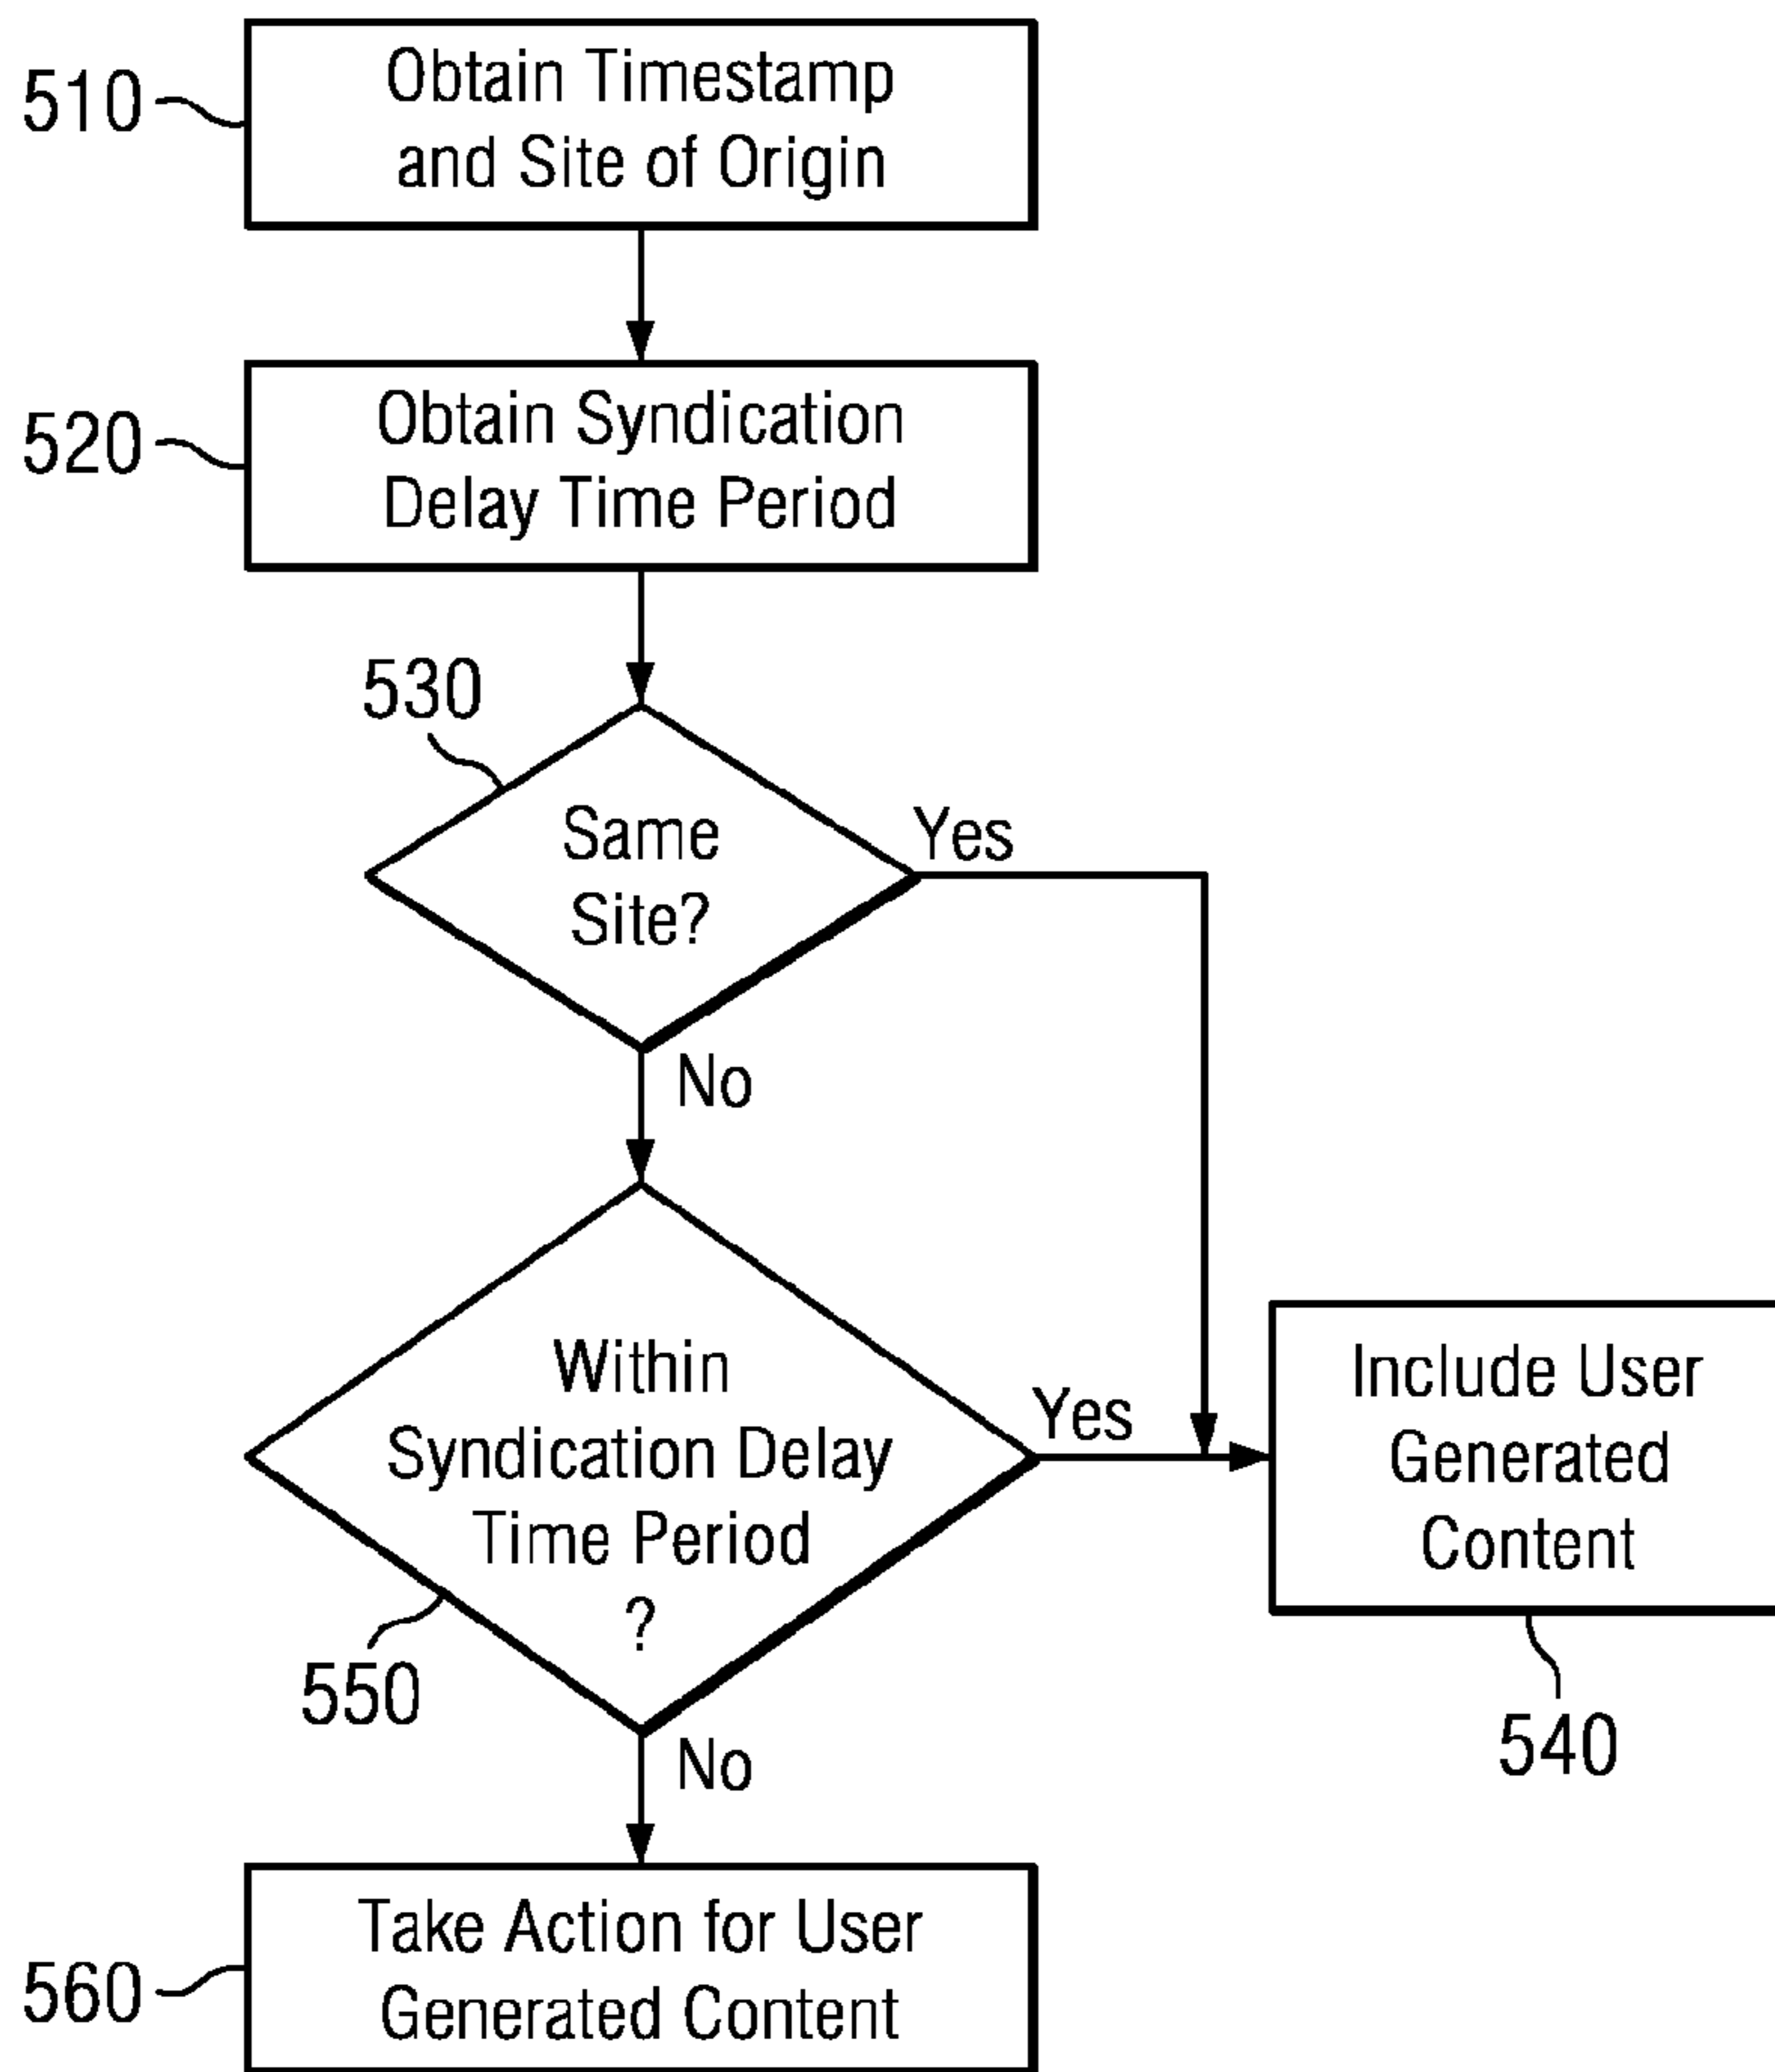 510
Obtain Timestamp
and Site of Origin
520
Obtain Syndication
Delay Time Period
530
Same
Site?
Yes
No
Within
Syndication Delay
Time Period
?
Yes
550
No
Include User
Generated
Content
540
560
Take Action for User
Generated Content